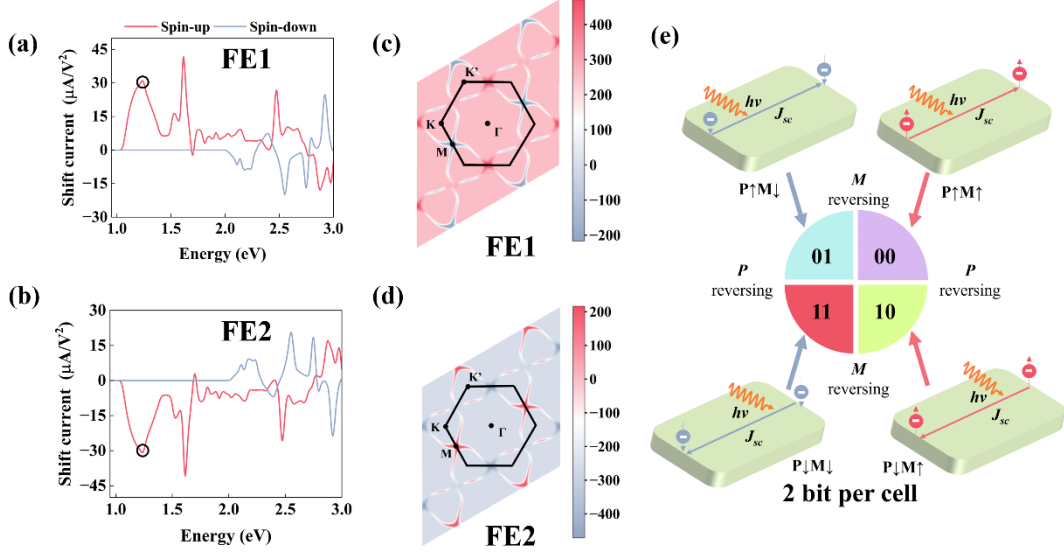 (a)
Spin-up
Spin-down
FE1
Shift current (μA/V²)
45
30
15
0
−15
−30
1.0
1.5
2.0
2.5
3.0
Energy (eV)
(c)
K'
K
Γ
M
FE1
400
300
200
100
0
−100
−200
(b)
FE2
Shift current (μA/V²)
30
15
0
−15
−30
−45
1.0
1.5
2.0
2.5
3.0
Energy (eV)
(d)
K'
K
Γ
M
FE2
200
100
0
−100
−200
−300
−400
(e)
hν
Jsc
hν
Jsc
P↑M↓
M
reversing
P↑M↑
01
00
P
reversing
P
reversing
11
10
M
reversing
hν
Jsc
hν
Jsc
P↓M↓
P↓M↑
2 bit per cell